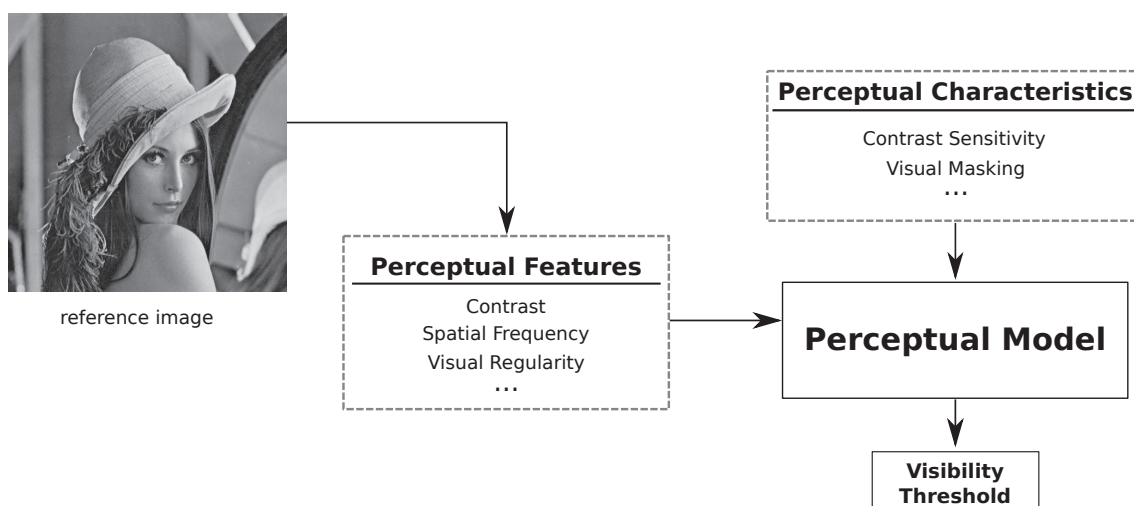 reference image
Perceptual Features
Contrast
Spatial Frequency
Visual Regularity
...
Perceptual Characteristics
Contrast Sensitivity
Visual Masking
...
Perceptual Model
Visibility
Threshold